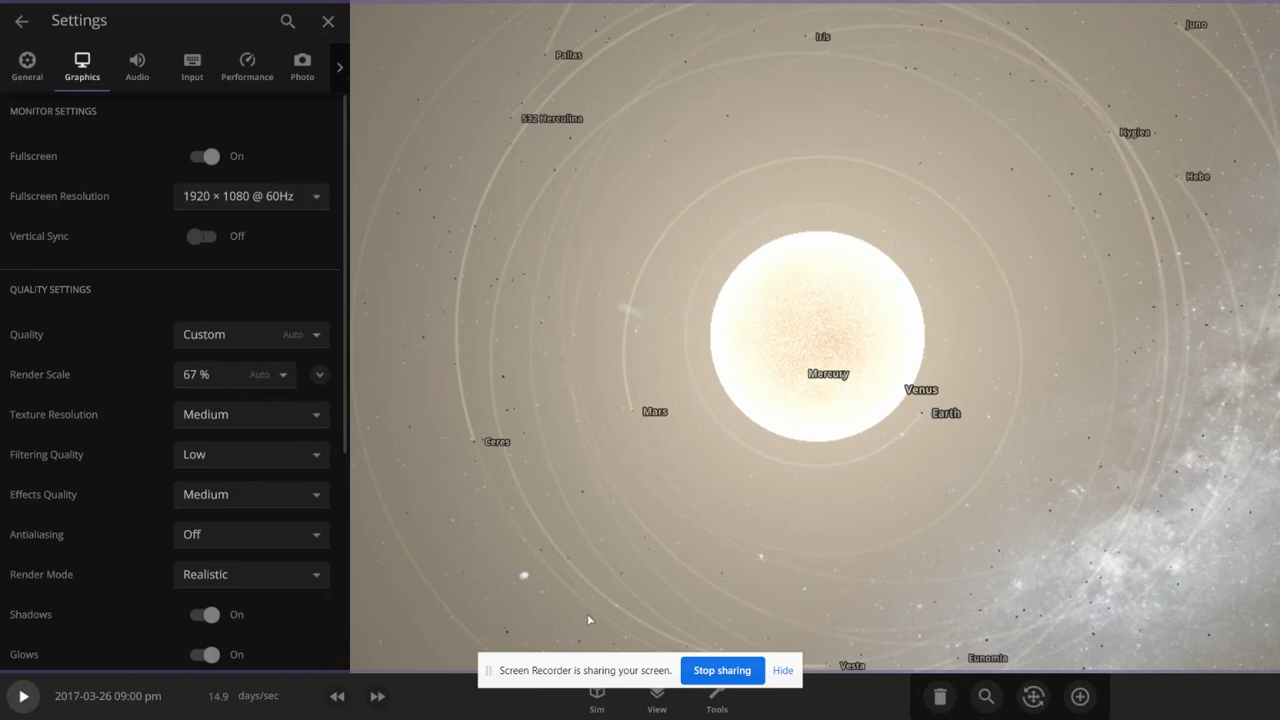 Settings
General
Graphics
Audio
Input
Performance
Photo
MONITOR SETTINGS
Fullscreen On
Fullscreen Resolution 1920 × 1080 @ 60Hz
Vertical Sync Off
QUALITY SETTINGS
Quality Custom Auto
Render Scale 67 % Auto
Texture Resolution Medium
Filtering Quality Low
Effects Quality Medium
Antialiasing Off
Render Mode Realistic
Shadows On
Glows On
Juno
Iris
Pallas
532 Herculina
Hygiea
Hebe
Mercury
Venus
Earth
Mars
Ceres
Vesta
Eunomia
Screen Recorder is sharing your screen. Stop sharing Hide
2017-03-26 09:00 pm 14.9 days/sec
Sim
View
Tools